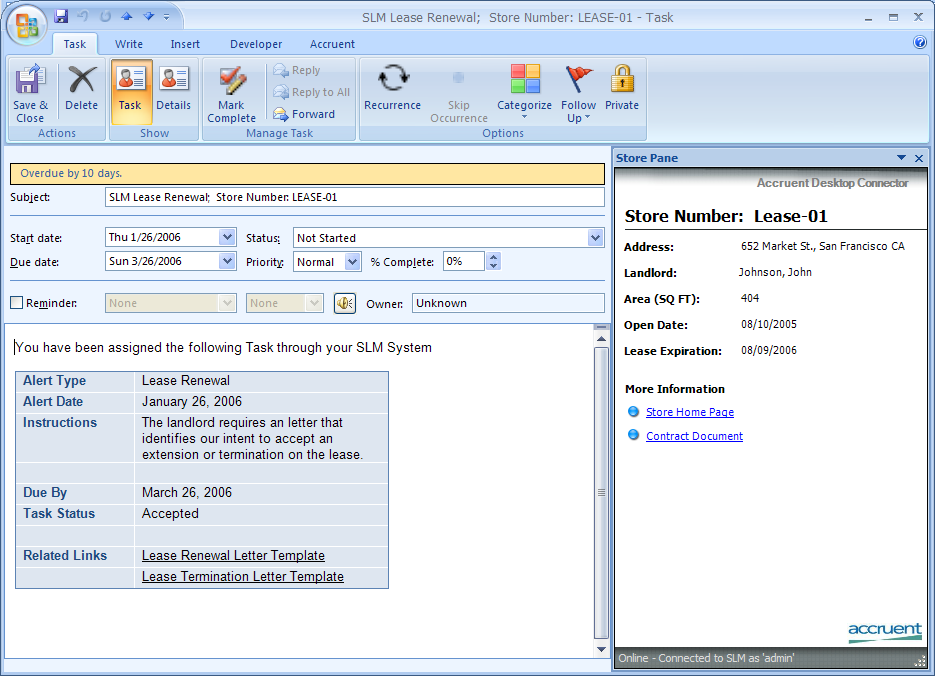 SLM Lease Renewal;  Store Number: LEASE-01 - Task
Task Write Insert Developer Accruent
Save & Close
Delete
Actions
Task
Details
Show
Mark Complete
Reply
Reply to All
Forward
Manage Task
Recurrence
Skip Occurrence
Categorize
Follow Up
Private
Options
Overdue by 10 days.
Subject: SLM Lease Renewal;  Store Number: LEASE-01
Start date: Thu 1/26/2006 Status: Not Started
Due date: Sun 3/26/2006 Priority: Normal % Complete: 0%
Reminder: None None Owner: Unknown
You have been assigned the following Task through your SLM System
Alert Type Lease Renewal
Alert Date January 26, 2006
Instructions The landlord requires an letter that
identifies our intent to accept an
extension or termination on the lease.
Due By March 26, 2006
Task Status Accepted
Related Links Lease Renewal Letter Template
Lease Termination Letter Template
Store Pane
Accruent Desktop Connector
Store Number:  Lease-01
Address: 652 Market St., San Francisco CA
Landlord: Johnson, John
Area (SQ FT): 404
Open Date: 08/10/2005
Lease Expiration: 08/09/2006
More Information
Store Home Page
Contract Document
accruent
Online - Connected to SLM as 'admin'